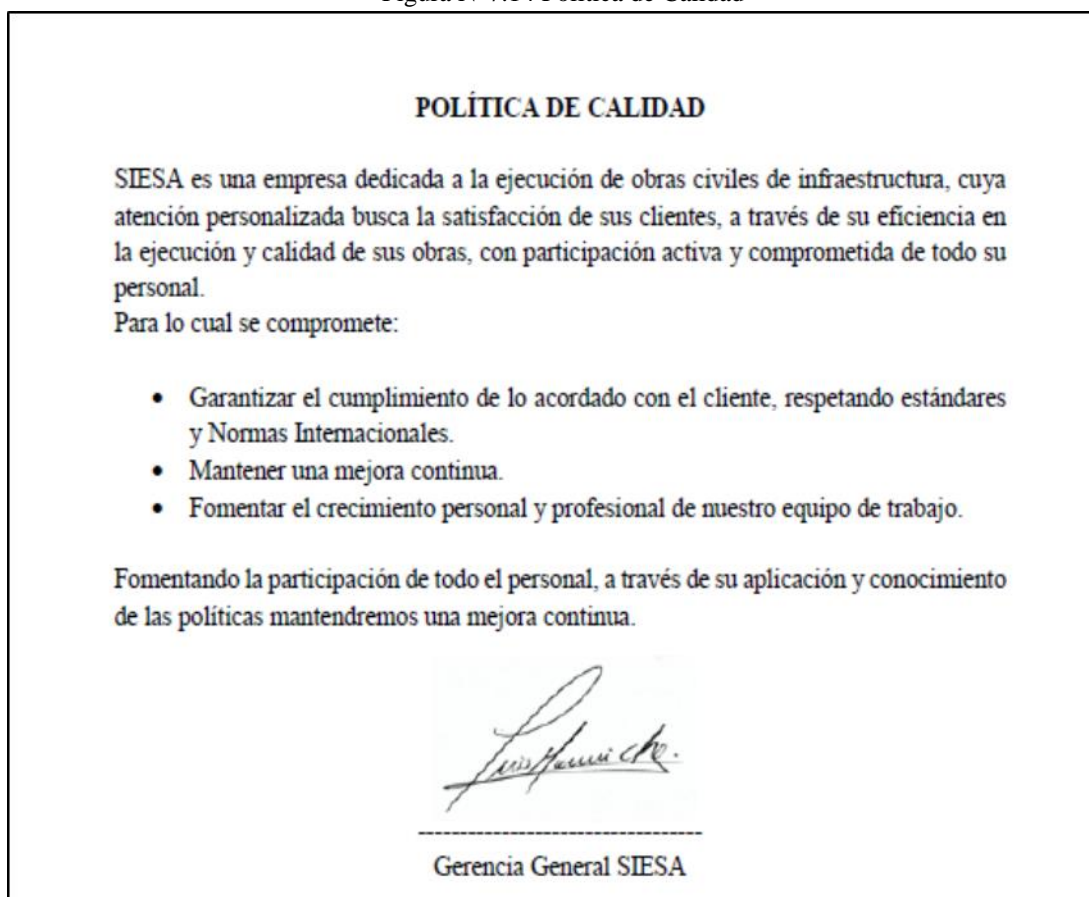 POLÍTICA DE CALIDAD
SIESA es una empresa dedicada a la ejecución de obras civiles de infraestructura, cuya
atención personalizada busca la satisfacción de sus clientes, a través de su eficiencia en
la ejecución y calidad de sus obras, con participación activa y comprometida de todo su
personal.
Para lo cual se compromete:
• Garantizar el cumplimiento de lo acordado con el cliente, respetando estándares
y Normas Internacionales.
• Mantener una mejora continua.
• Fomentar el crecimiento personal y profesional de nuestro equipo de trabajo.
Fomentando la participación de todo el personal, a través de su aplicación y conocimiento
de las políticas mantendremos una mejora continua.
Luis
---------------------------------
Gerencia General SIESA